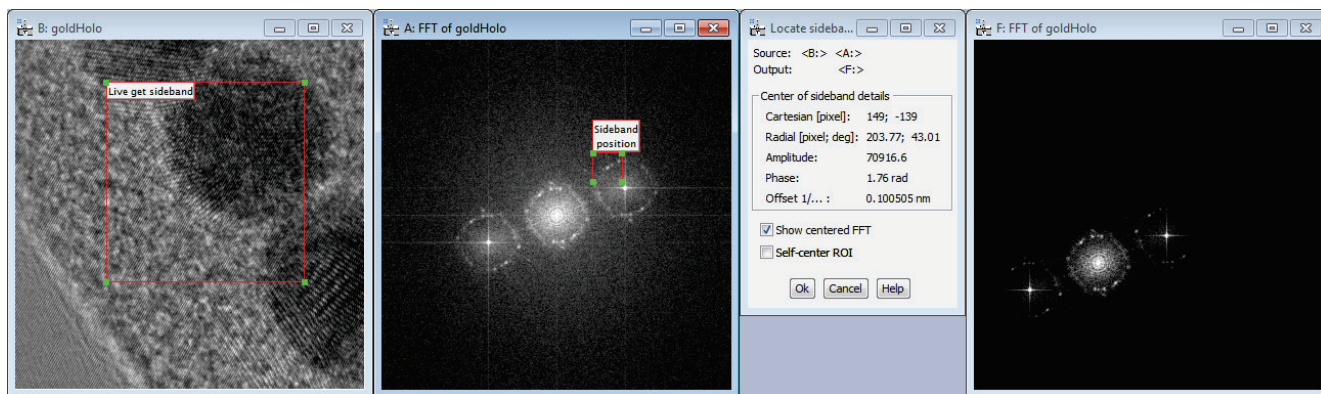 B: goldHolo
Live get sideband
A: FFT of goldHolo
Sideband
position
Locate sideba...
Source: <B:> <A:>
Output: <F:>
Center of sideband details
Cartesian [pixel]: 149; -139
Radial [pixel; deg]: 203.77; 43.01
Amplitude: 70916.6
Phase: 1.76 rad
Offset 1/... : 0.100505 nm
Show centered FFT
Self-center ROI
Ok Cancel Help
F: FFT of goldHolo